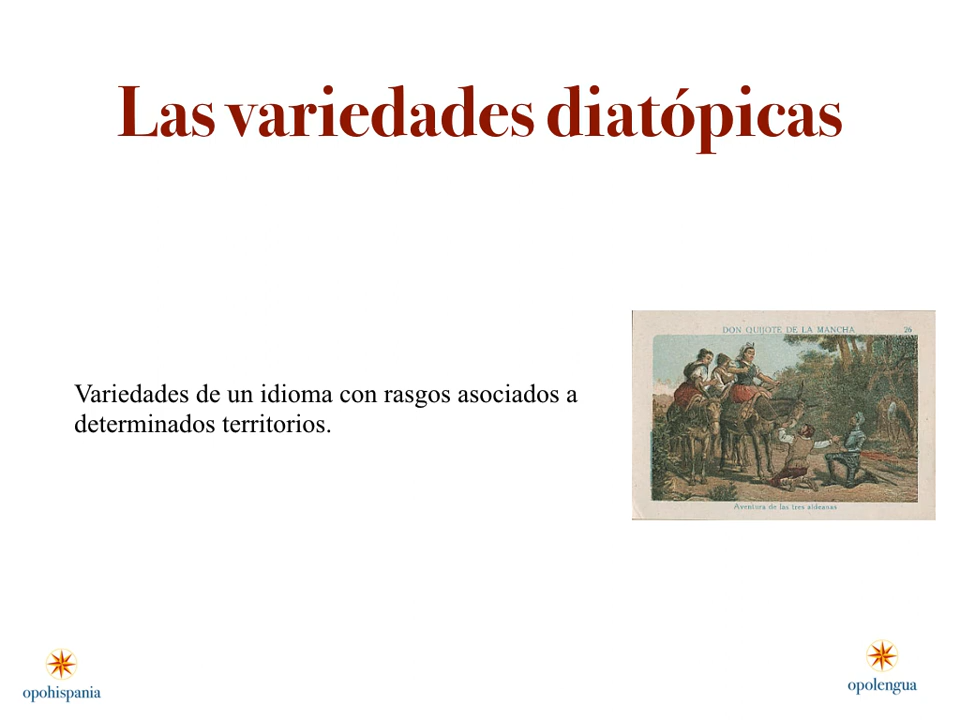 Las variedades diatópicas
DON QUIJOTE DE LA MANCHA 26
Variedades de un idioma con rasgos asociados a
determinados territorios.
Aventura de las tres aldeanas
opohispania
opolengua